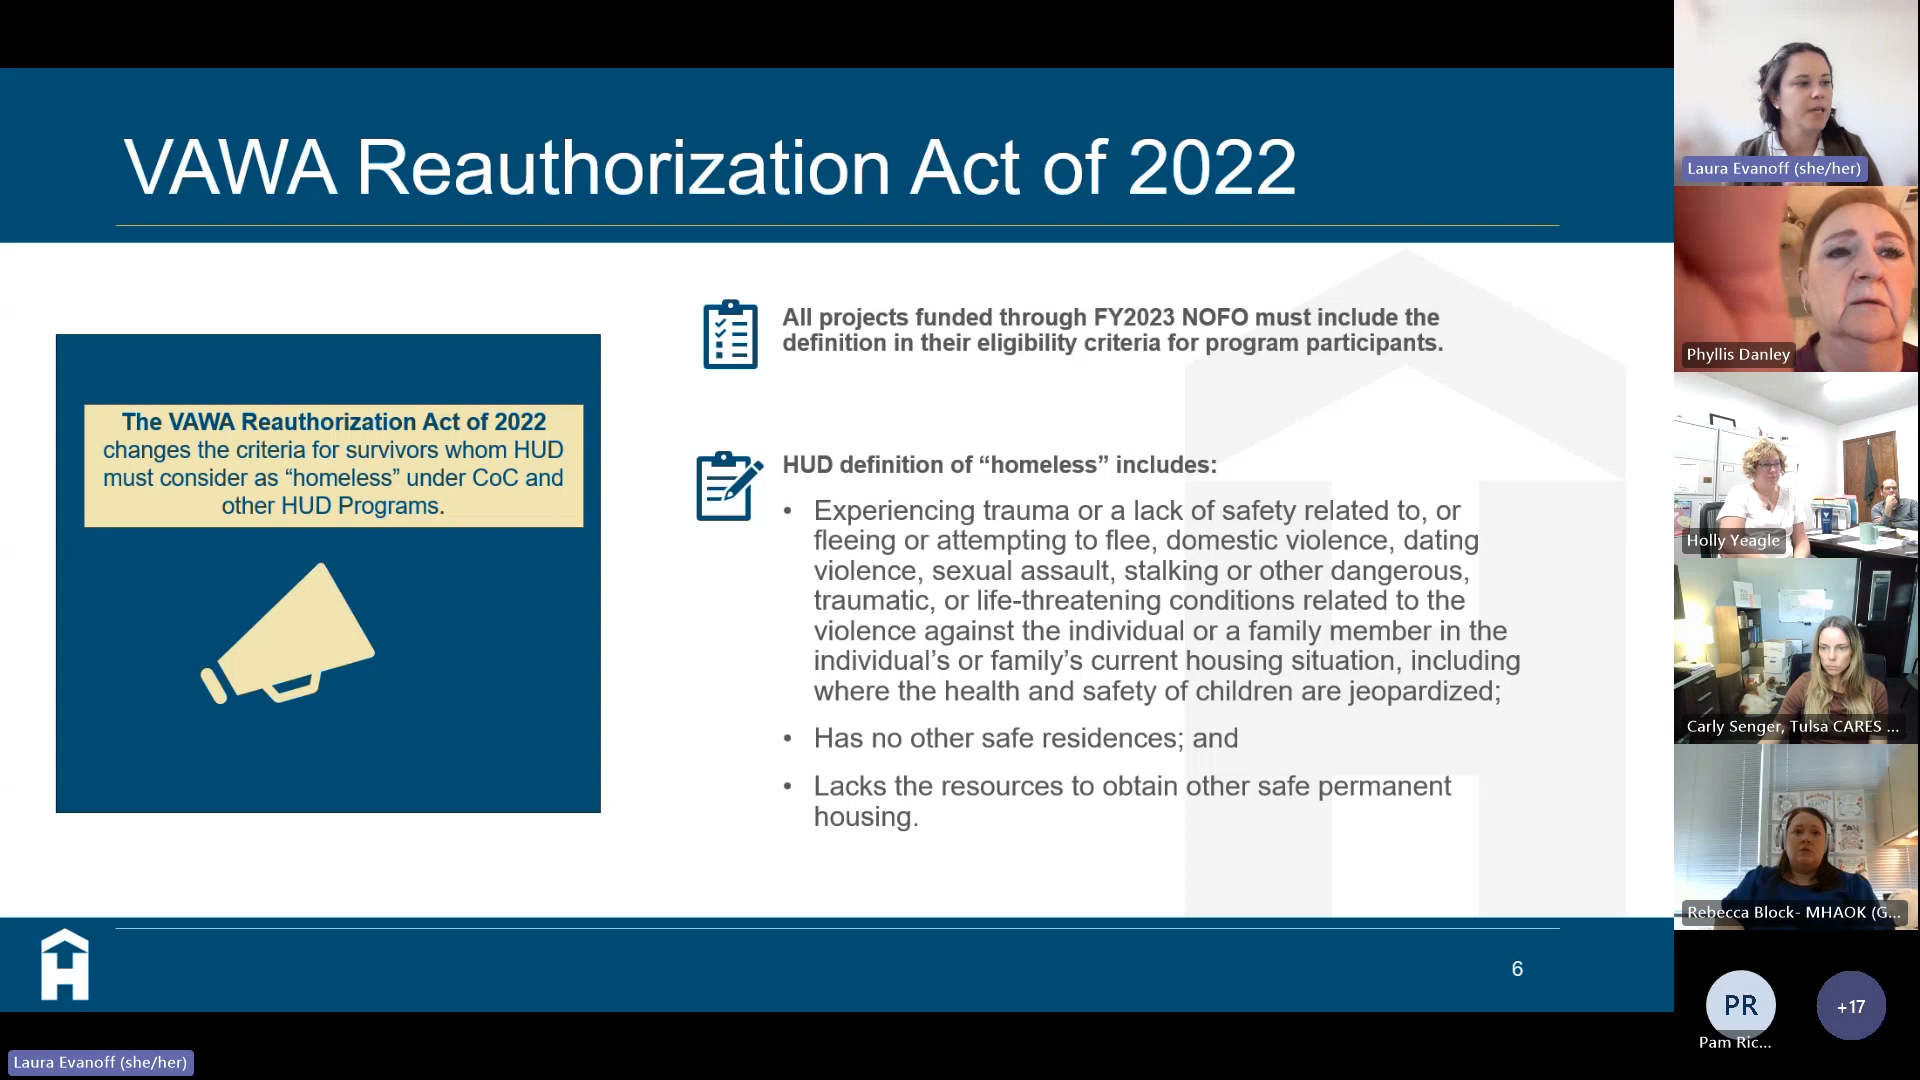 VAWA Reauthorization Act of 2022
The VAWA Reauthorization Act of 2022
changes the criteria for survivors whom HUD
must consider as “homeless” under CoC and
other HUD Programs.
All projects funded through FY2023 NOFO must include the
definition in their eligibility criteria for program participants.
HUD definition of “homeless” includes:
• Experiencing trauma or a lack of safety related to, or
fleeing or attempting to flee, domestic violence, dating
violence, sexual assault, stalking or other dangerous,
traumatic, or life-threatening conditions related to the
violence against the individual or a family member in the
individual’s or family’s current housing situation, including
where the health and safety of children are jeopardized;
• Has no other safe residences; and
• Lacks the resources to obtain other safe permanent
housing.
6
Laura Evanoff (she/her)
Laura Evanoff (she/her)
Phyllis Danley
Holly Yeagle
Carly Senger, Tulsa CARES ...
Rebecca Block- MHAOK (G...
PR
Pam Ric...
+17